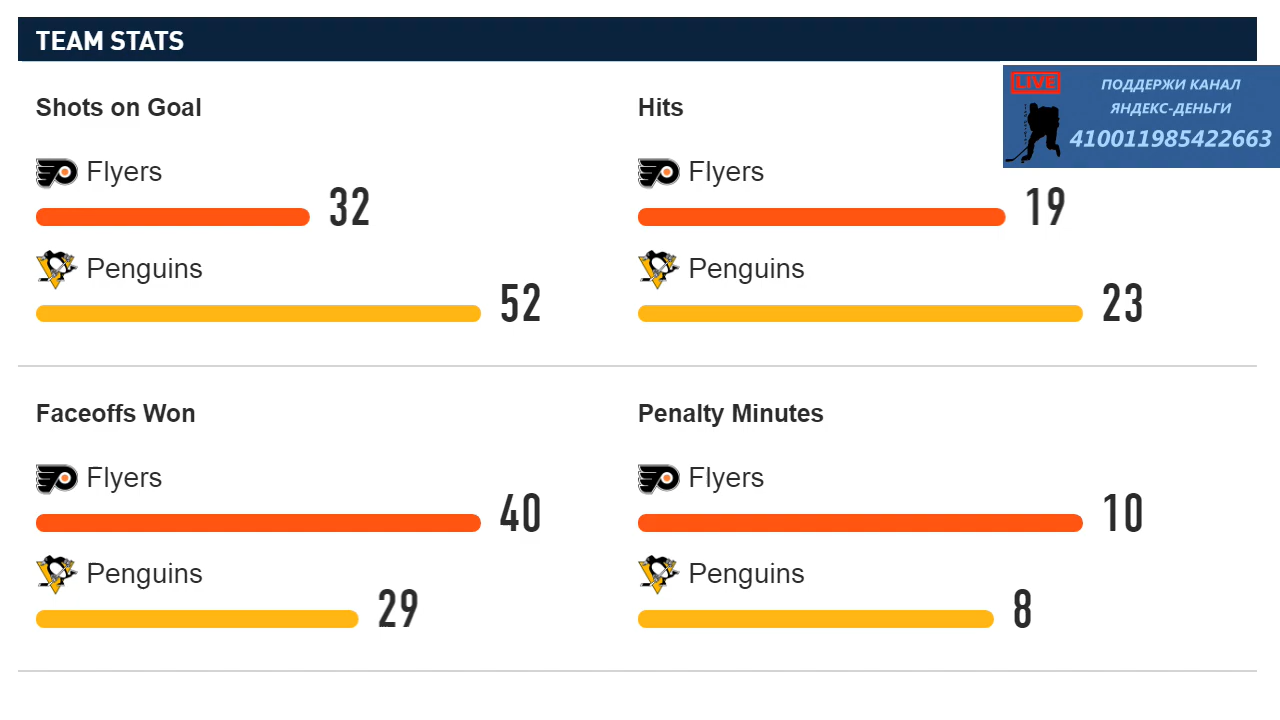 TEAM STATS
Shots on Goal
Flyers
32
Penguins
52
Hits
Flyers
19
Penguins
23
LIVE
ПОДДЕРЖИ КАНАЛ
ЯНДЕКС-ДЕНЬГИ
410011985422663
Faceoffs Won
Flyers
40
Penguins
29
Penalty Minutes
Flyers
10
Penguins
8